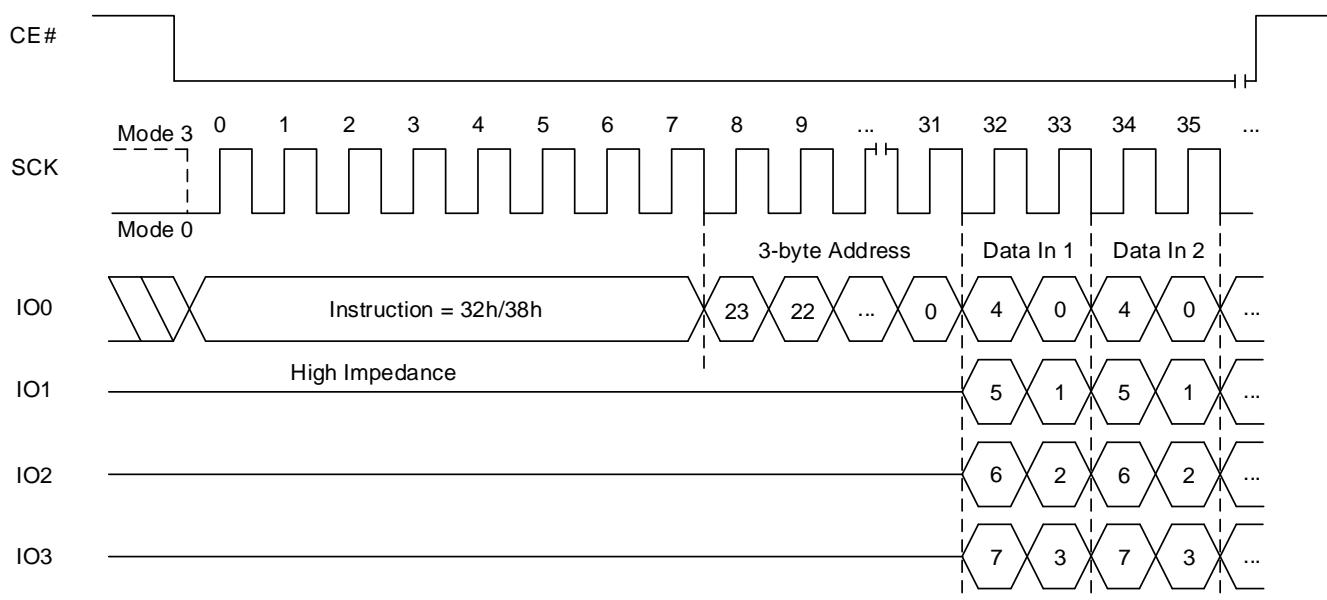 CE#
0 1 2 3 4 5 6 7 8 9 ... 31 32 33 34 35 ...
Mode 3
SCK
Mode 0
3-byte Address Data In 1 Data In 2
IO0 Instruction = 32h/38h 23 22 ... 0 4 0 4 0 ...
High Impedance
IO1 5 1 5 1 ...
IO2 6 2 6 2 ...
IO3 7 3 7 3 ...